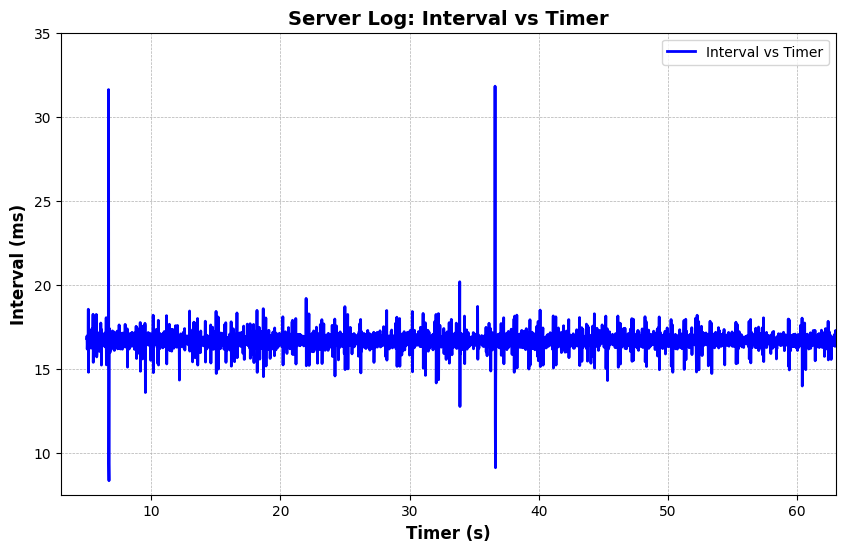 Server Log: Interval vs Timer
35
Interval vs Timer
30
25
20
15
10
Interval (ms)
10 20 30 40 50 60
Timer (s)